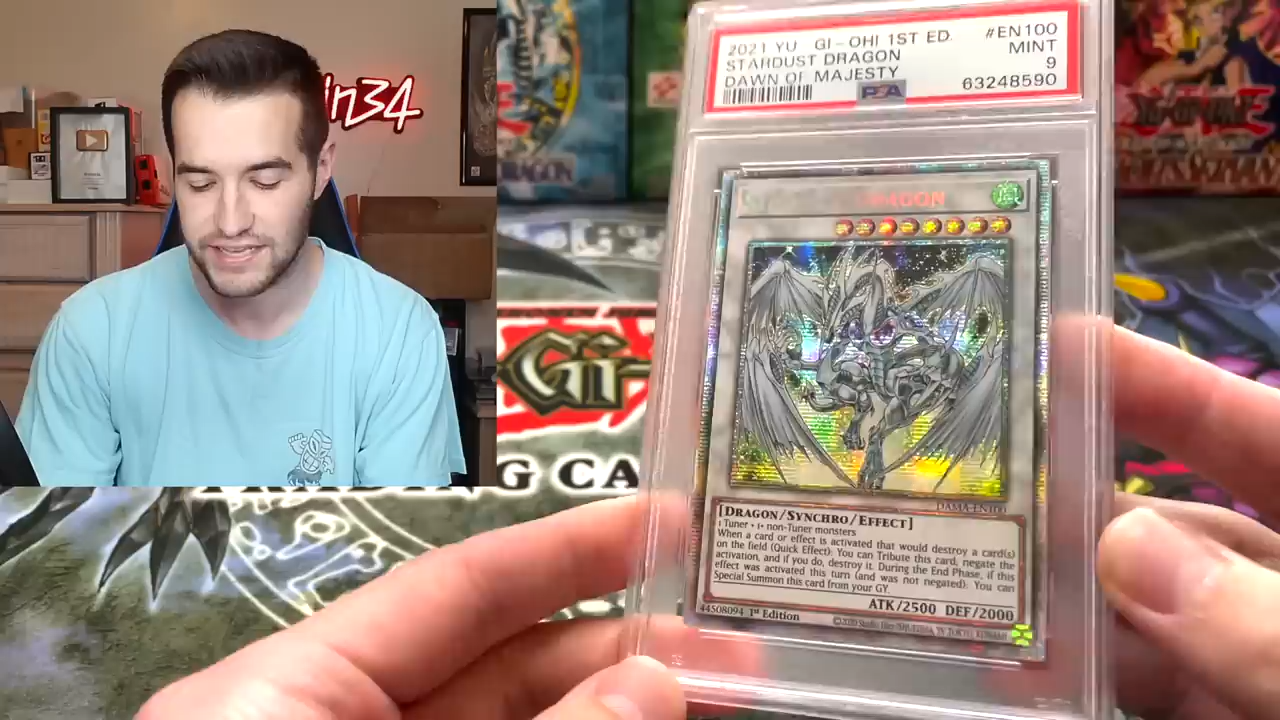 2021 YU-GI-OH! 1ST ED. #EN100
STARDUST DRAGON MINT
DAWN OF MAJESTY 9
PSA 63248590
DRAGON
DAMA-EN100
[DRAGON/SYNCHRO/EFFECT]
1 Tuner + 1+ non-Tuner monsters
When a card or effect is activated that would destroy a card(s)
on the field (Quick Effect): You can Tribute this card; negate the
activation, and if you do, destroy it. During the End Phase, if this
effect was activated this turn (and was not negated): You can
Special Summon this card from your GY.
ATK/2500 DEF/2000
44508094 1st Edition
n34
DRAGON
Gi-
G CA